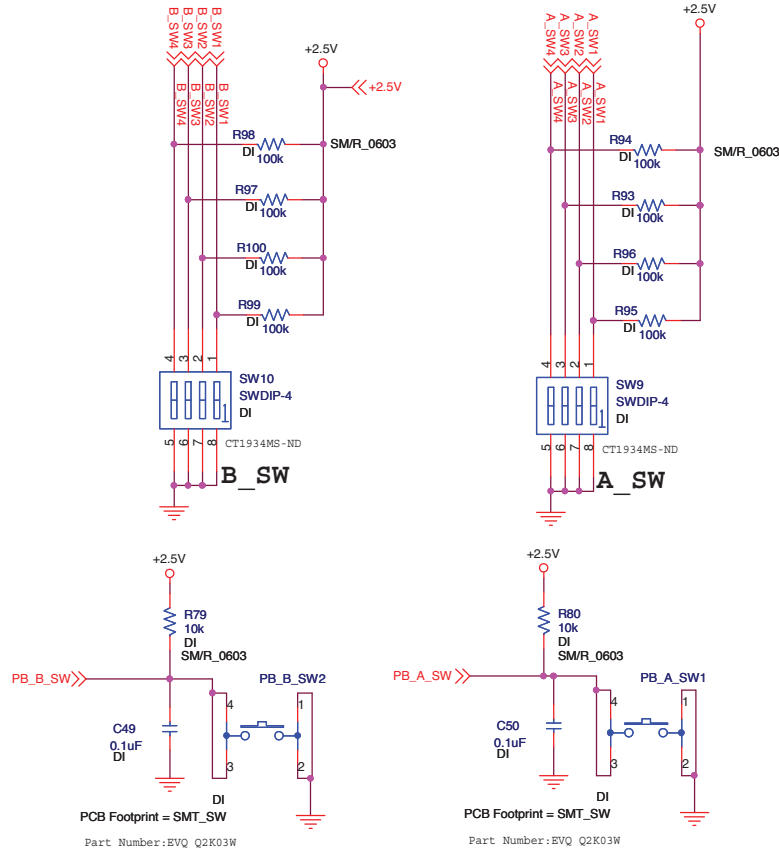 B_SW1
B_SW2
B_SW3
B_SW4
B_SW1
B_SW2
B_SW3
B_SW4
+2.5V
+2.5V
R98
DI
100k
SM/R_0603
R97
DI
100k
R100
DI
100k
R99
DI
100k
4
3
2
1
SW10
SWDIP-4
DI
1
5
6
7
8
CT1934MS-ND
B_SW
A_SW1
A_SW2
A_SW3
A_SW4
A_SW1
A_SW2
A_SW3
A_SW4
+2.5V
R94
DI
100k
SM/R_0603
R93
DI
100k
R96
DI
100k
R95
DI
100k
4
3
2
1
SW9
SWDIP-4
DI
1
5
6
7
8
CT1934MS-ND
A_SW
+2.5V
R79
10k
DI
SM/R_0603
PB_B_SW
PB_B_SW2
4
1
C49
0.1uF
DI
3
2
DI
PCB Footprint = SMT_SW
Part Number:EVQ Q2K03W
+2.5V
R80
10k
DI
SM/R_0603
PB_A_SW
PB_A_SW1
4
1
C50
0.1uF
DI
3
2
DI
PCB Footprint = SMT_SW
Part Number:EVQ Q2K03W